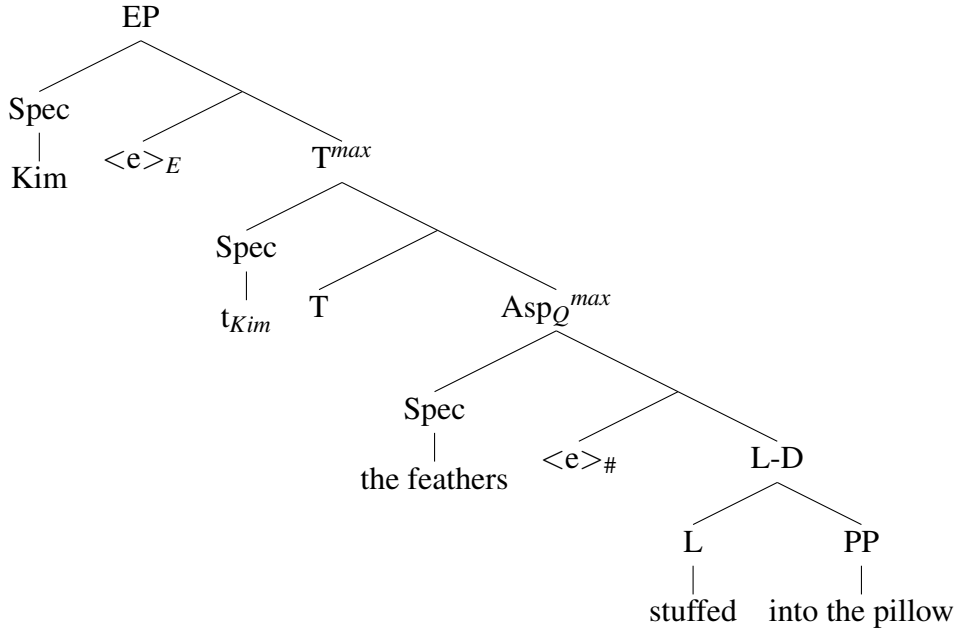 EP
Spec
Kim
<e>E
Tmax
Spec
tKim
T
AspQmax
Spec
the feathers
<e>#
L-D
L
stuffed
PP
into the pillow